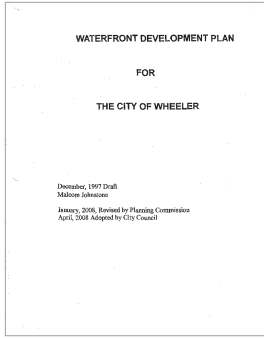 WATERFRONT DEVELOPMENT PLAN
FOR
THE CITY OF WHEELER
December, 1997 Draft
Malcom Johnstone
January, 2008, Revised by Planning Commission
April, 2008 Adopted by City Council